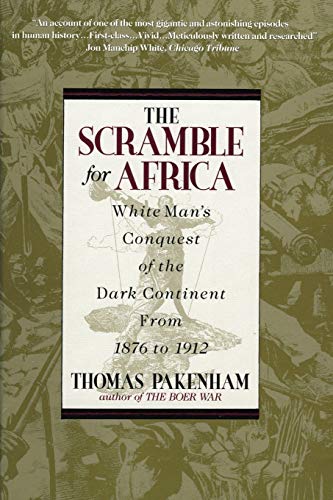 "An account of one of the most gigantic and astonishing episodes
in human history...First-class...Vivid...Meticulously written and researched"
Jon Manchip White, Chicago Tribune
THE
SCRAMBLE
for AFRICA
White Man's
Conquest
of the
Dark Continent
From
1876 to 1912
THOMAS PAKENHAM
author of THE BOER WAR